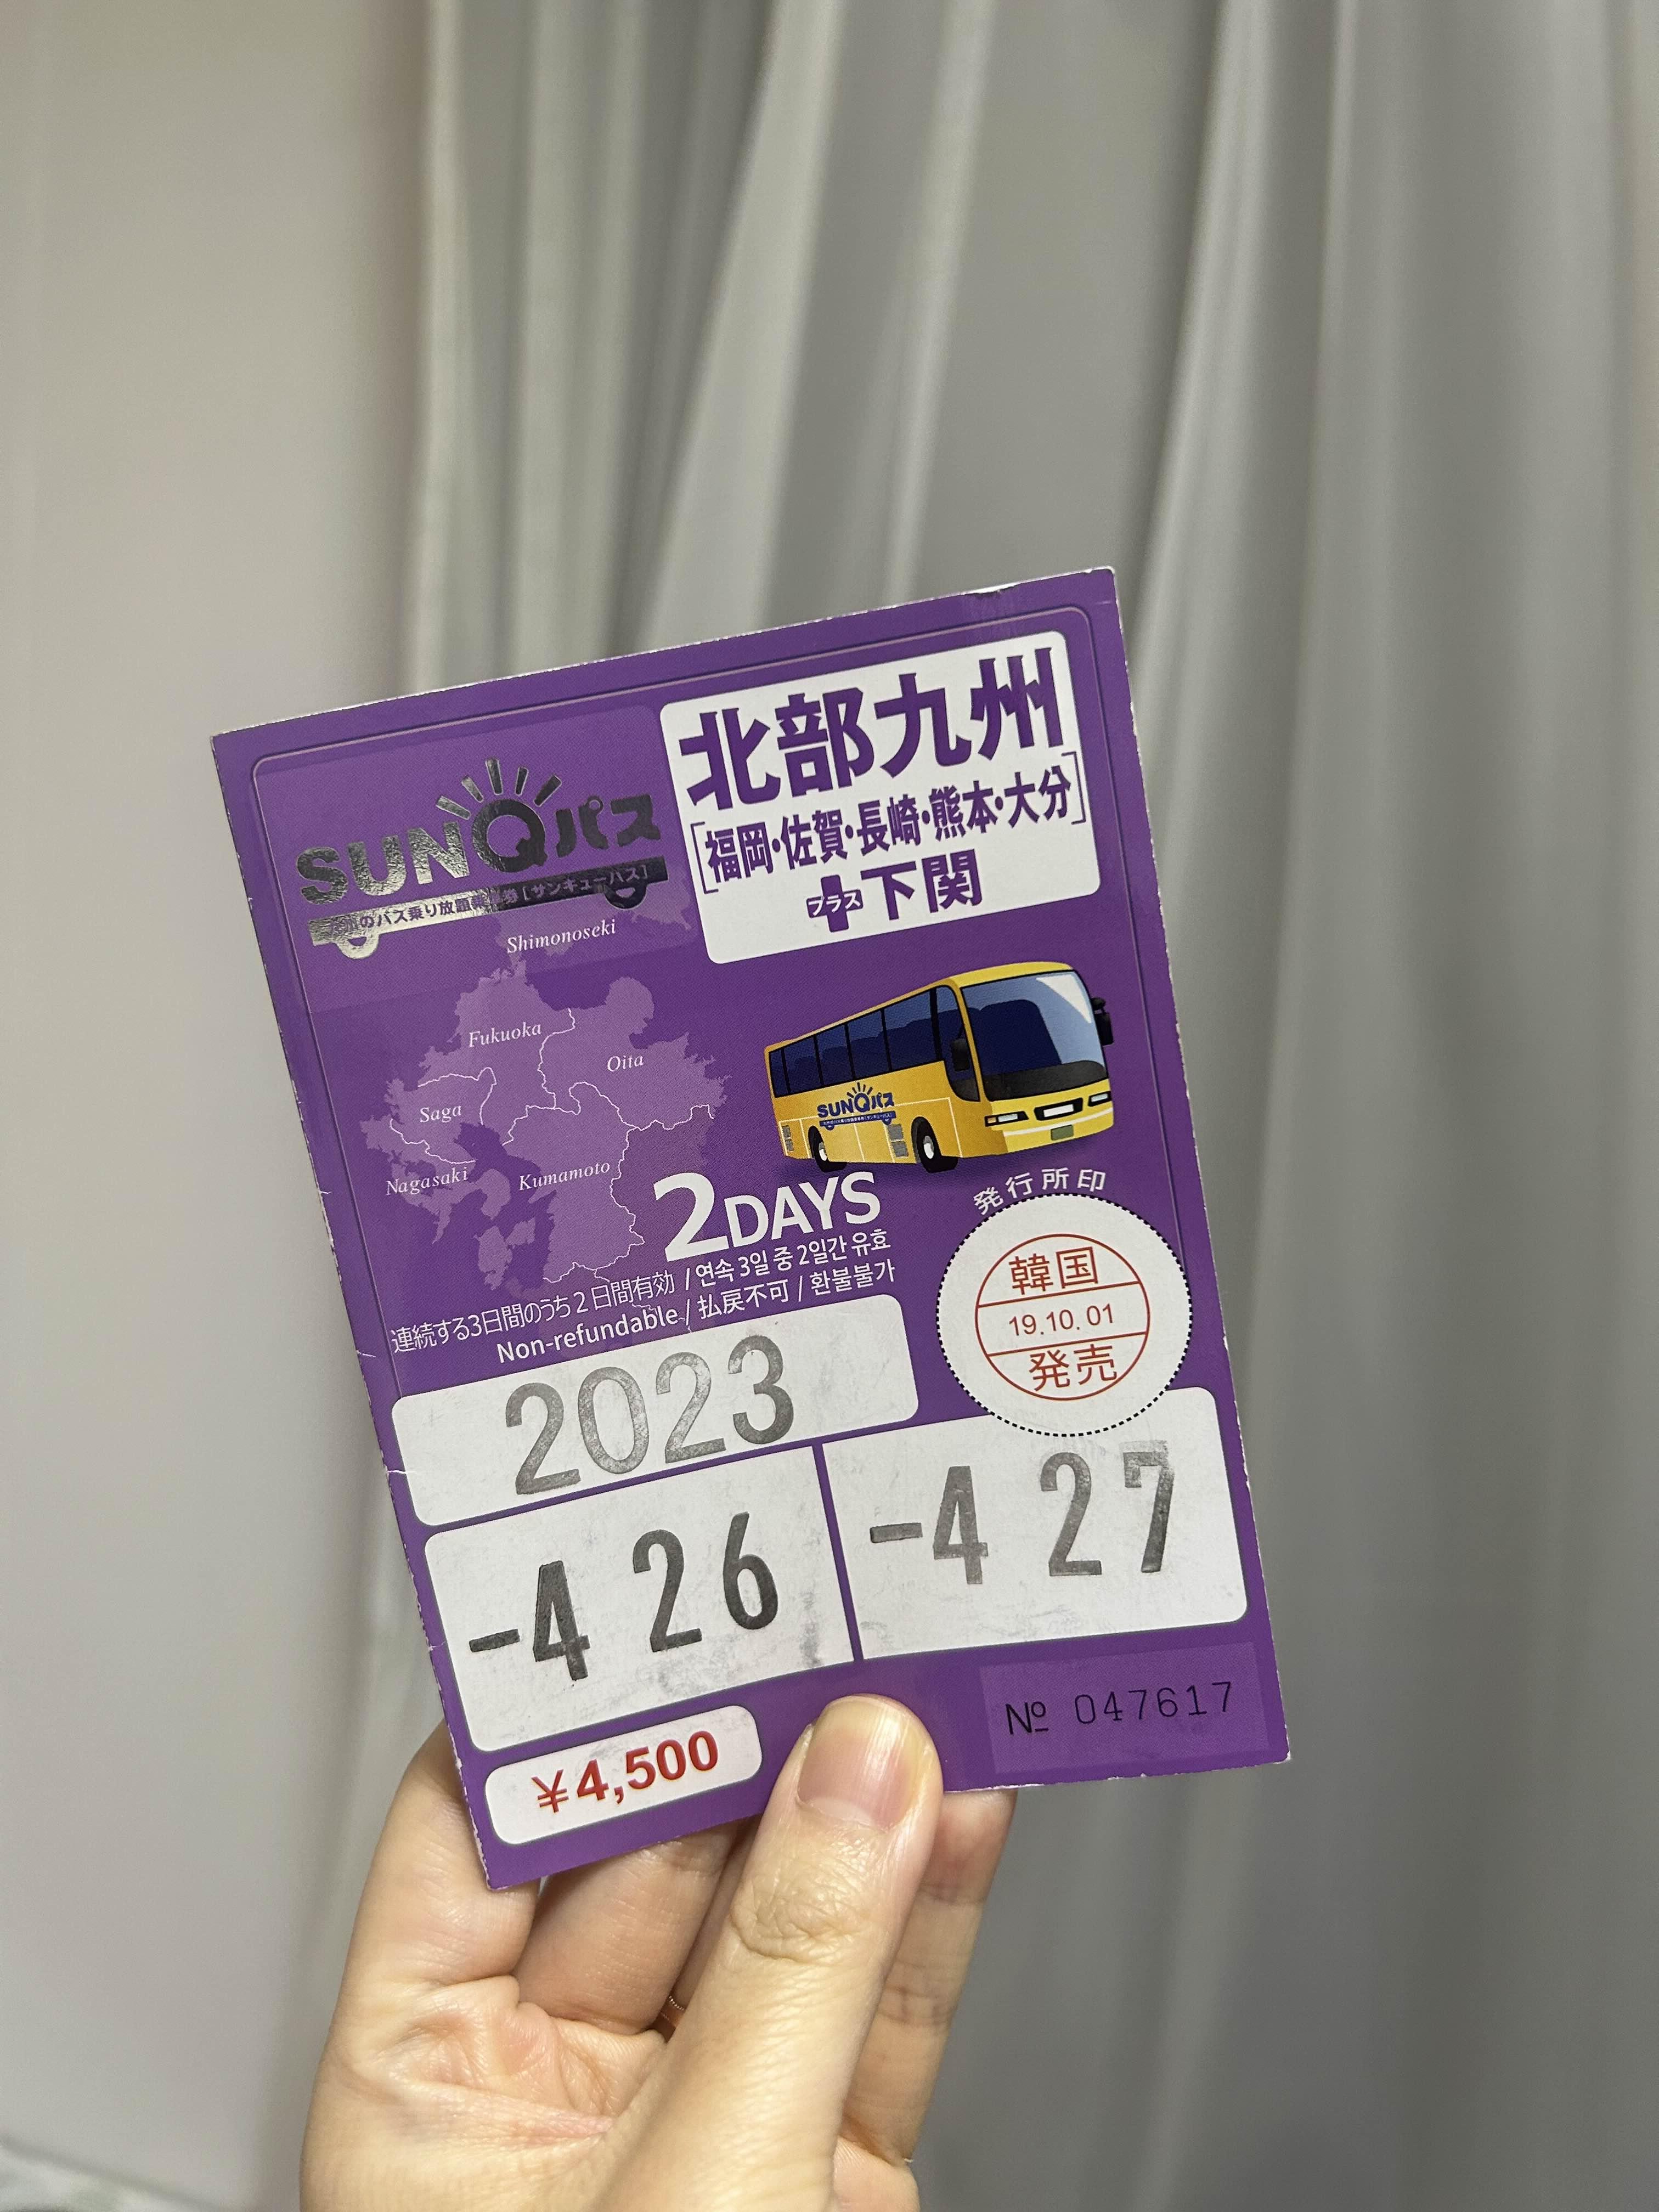 SUNQパス
九州のバス乗り放題乗車券[サンキューパス]
北部九州
[福岡・佐賀・長崎・熊本・大分]
プラス 下関
Shimonoseki
Fukuoka
Oita
Saga
Nagasaki
Kumamoto
SUNQパス
2DAYS
連続する3日間のうち2日間有効 / 연속 3일 중 2일간 유효
Non-refundable / 払戻不可 / 환불불가
発行所印
韓国
19.10.01
発売
2023
-4 26
-4 27
¥4,500
№ 047617